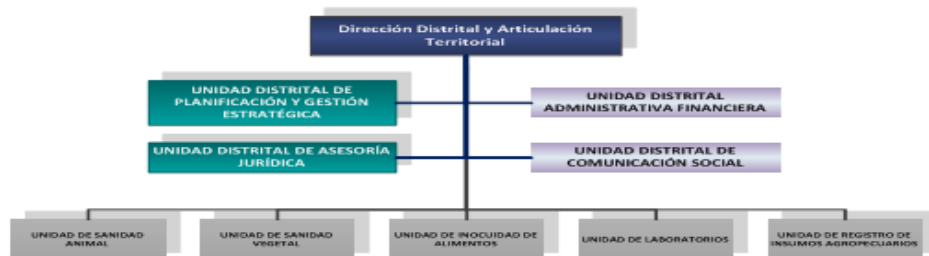 Dirección Distrital y Articulación
Territorial
UNIDAD DISTRITAL DE
PLANIFICACIÓN Y GESTIÓN
ESTRATÉGICA
UNIDAD DISTRITAL
ADMINISTRATIVA FINANCIERA
UNIDAD DISTRITAL DE ASESORÍA
JURÍDICA
UNIDAD DISTRITAL DE
COMUNICACIÓN SOCIAL
UNIDAD DE SANIDAD
ANIMAL
UNIDAD DE SANIDAD
VEGETAL
UNIDAD DE INOCUIDAD DE
ALIMENTOS
UNIDAD DE LABORATORIOS
UNIDAD DE REGISTRO DE
INSUMOS AGROPECUARIOS